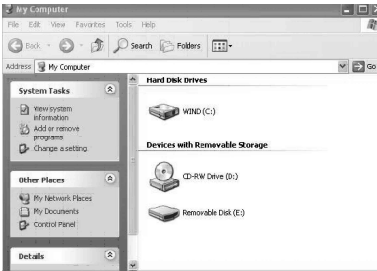 My Computer
File Edit View Favorites Tools Help
Back Search Folders
Address My Computer Go
System Tasks
View system
information
Add or remove
programs
Change a setting
Other Places
My Network Places
My Documents
Control Panel
Details
Hard Disk Drives
WIND (C:)
Devices with Removable Storage
CD-RW Drive (D:)
Removable Disk (E:)